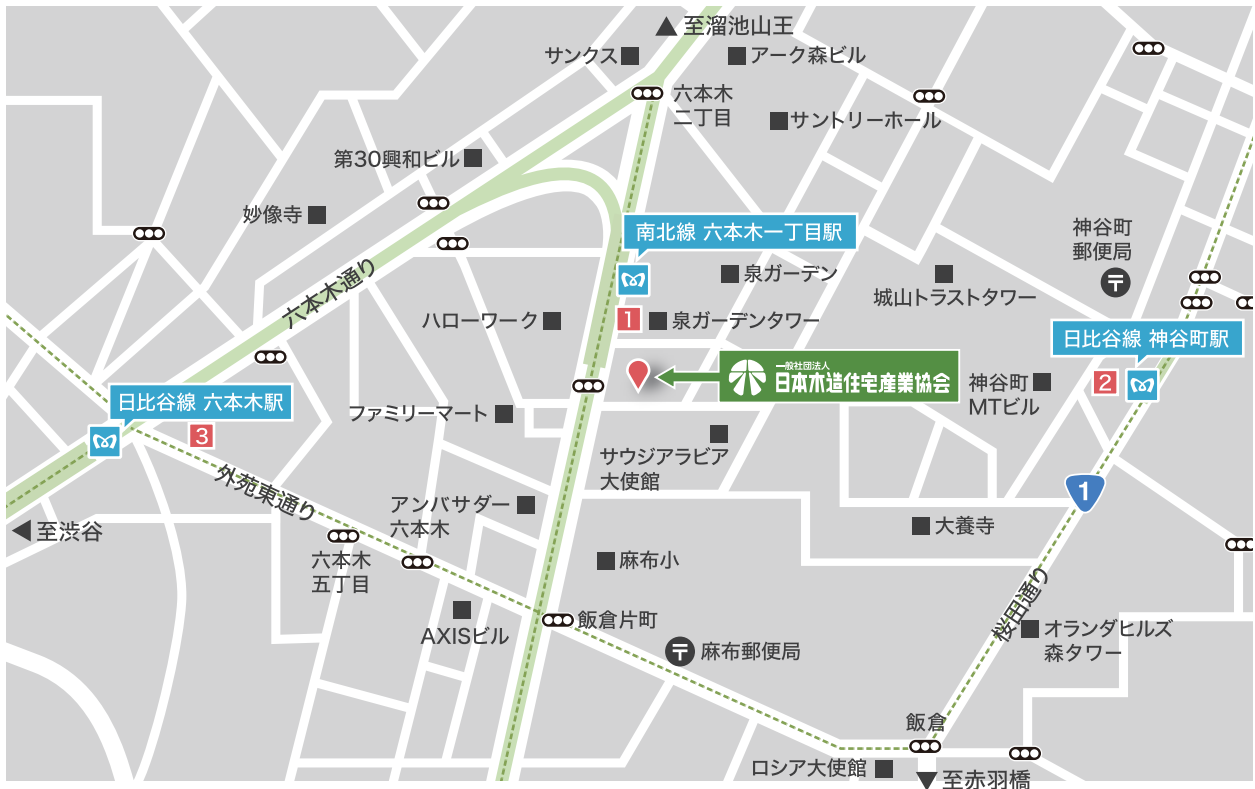 至溜池山王
サンクス
アーク森ビル
六本木
二丁目
サントリーホール
第30興和ビル
妙像寺
南北線 六本木一丁目駅
神谷町
郵便局
〒
六本木通り
泉ガーデン
城山トラストタワー
ハローワーク
1
泉ガーデンタワー
日比谷線 神谷町駅
一般社団法人
日本木造住宅産業協会
神谷町
MTビル
2
日比谷線 六本木駅
3
ファミリーマート
サウジアラビア
大使館
外苑東通り
アンバサダー
六本木
1
大養寺
至渋谷
六本木
五丁目
麻布小
桜田通り
AXISビル
飯倉片町
オランダヒルズ
森タワー
〒
麻布郵便局
飯倉
ロシア大使館
至赤羽橋